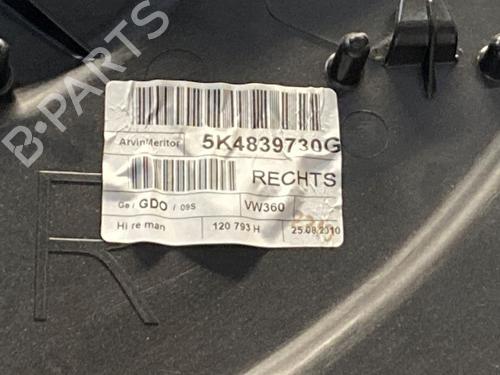 B-PARTS
ArvinMeritor 5K4839730G
RECHTS
Ge / GDO / 09S VW360
Hi re man 120 793 H 25.08.2010